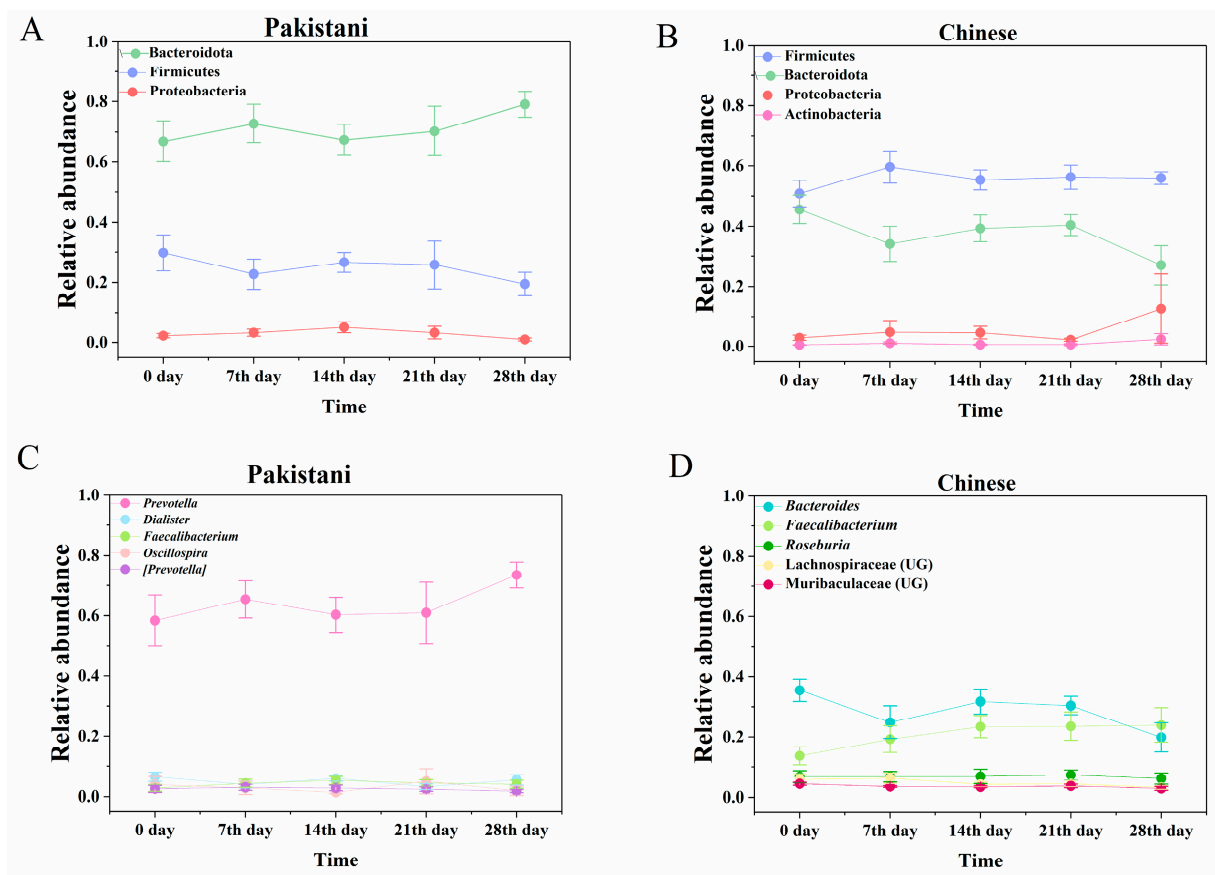 A
Pakistani
1.0
0.8
0.6
0.4
0.2
0.0
Relative abundance
Bacteroidota
Firmicutes
Proteobacteria
0 day 7th day 14th day 21th day 28th day
Time
B
Chinese
1.0
0.8
0.6
0.4
0.2
0.0
Relative abundance
Firmicutes
Bacteroidota
Proteobacteria
Actinobacteria
0 day 7th day 14th day 21th day 28th day
Time
C
Pakistani
1.0
0.8
0.6
0.4
0.2
0.0
Relative abundance
Prevotella
Dialister
Faecalibacterium
Oscillospira
[Prevotella]
0 day 7th day 14th day 21th day 28th day
Time
D
Chinese
1.0
0.8
0.6
0.4
0.2
0.0
Relative abundance
Bacteroides
Faecalibacterium
Roseburia
Lachnospiraceae (UG)
Muribaculaceae (UG)
0 day 7th day 14th day 21th day 28th day
Time